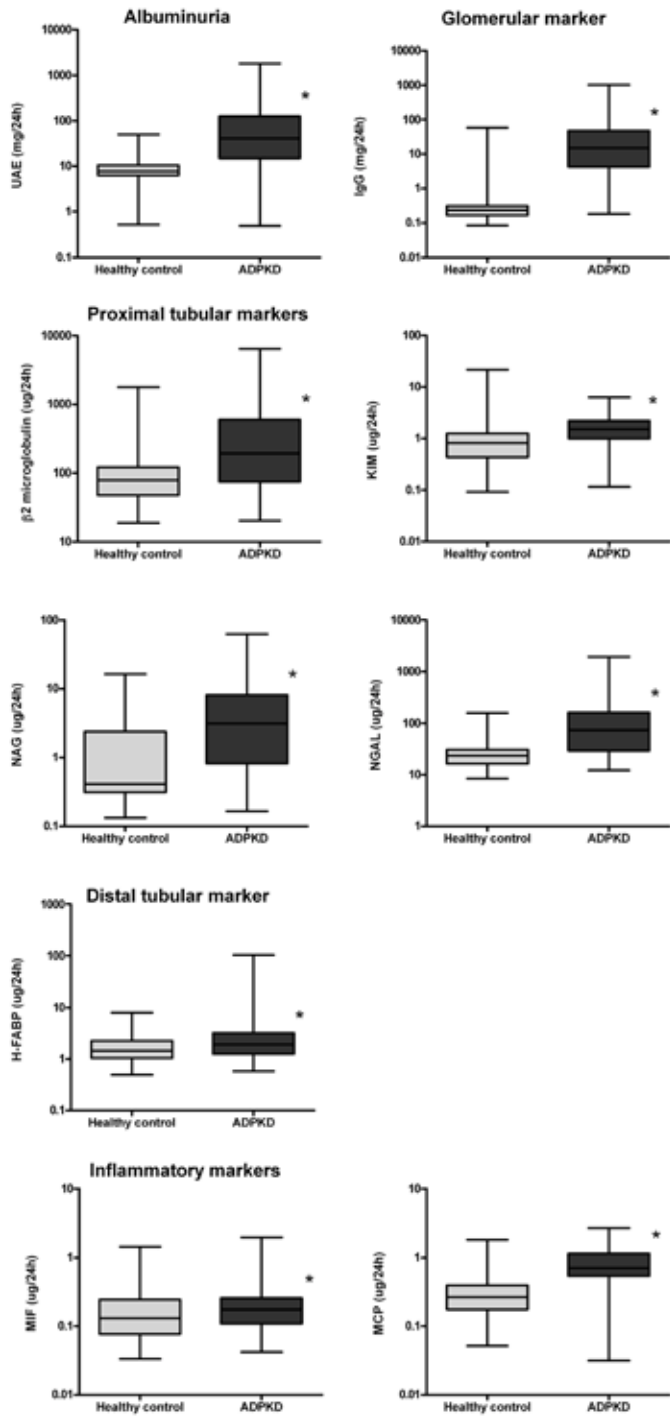 Albuminuria
UAE (mg/24h)
10000
1000
100
10
1
0.1
*
Healthy control ADPKD
Glomerular marker
IgG (mg/24h)
10000
1000
100
10
1
0.1
0.01
*
Healthy control ADPKD
Proximal tubular markers
β2 microglobulin (ug/24h)
10000
1000
100
10
*
Healthy control ADPKD
KIM (ug/24h)
100
10
1
0.1
0.01
*
Healthy control ADPKD
NAG (ug/24h)
100
10
1
0.1
*
Healthy control ADPKD
NGAL (ug/24h)
10000
1000
100
10
1
*
Healthy control ADPKD
Distal tubular marker
H-FABP (ug/24h)
1000
100
10
1
0.1
*
Healthy control ADPKD
Inflammatory markers
MIF (ug/24h)
10
1
0.1
0.01
*
Healthy control ADPKD
MCP (ug/24h)
10
1
0.1
0.01
*
Healthy control ADPKD